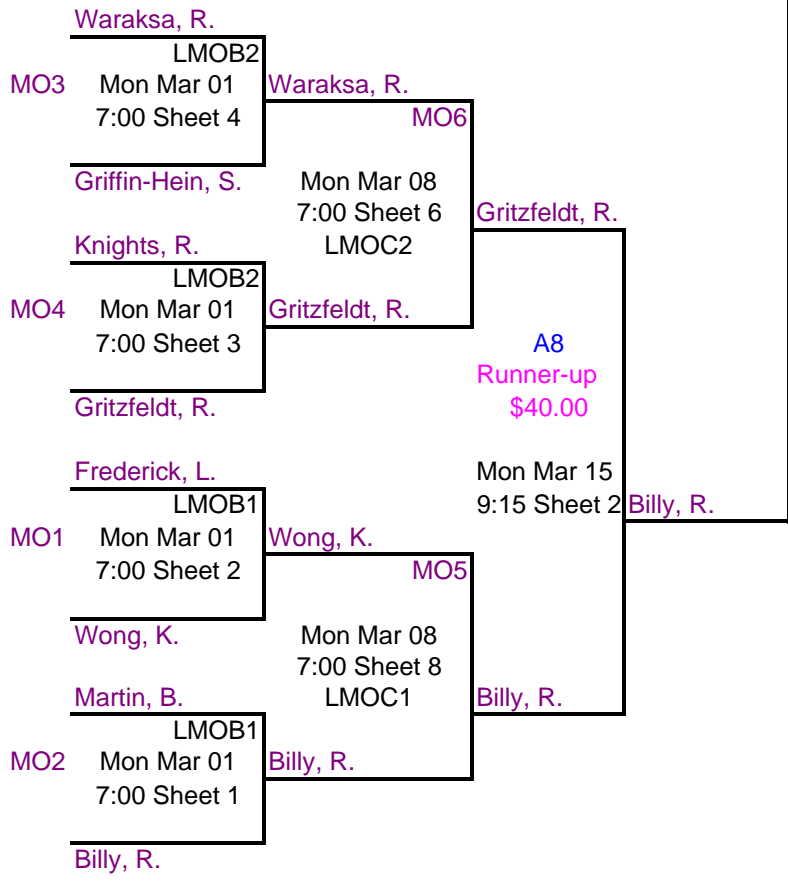 Waraksa, R.
LMOB2
MO3 Mon Mar 01 Waraksa, R.
7:00 Sheet 4 MO6
Griffin-Hein, S. Mon Mar 08
7:00 Sheet 6 Gritzfeldt, R.
Knights, R. LMOC2
LMOB2
MO4 Mon Mar 01 Gritzfeldt, R.
7:00 Sheet 3 A8
Runner-up
Gritzfeldt, R. $40.00
Frederick, L. Mon Mar 15
LMOB1 9:15 Sheet 2 Billy, R.
MO1 Mon Mar 01 Wong, K.
7:00 Sheet 2 MO5
Wong, K. Mon Mar 08
7:00 Sheet 8
Martin, B. LMOC1 Billy, R.
LMOB1
MO2 Mon Mar 01 Billy, R.
7:00 Sheet 1
Billy, R.